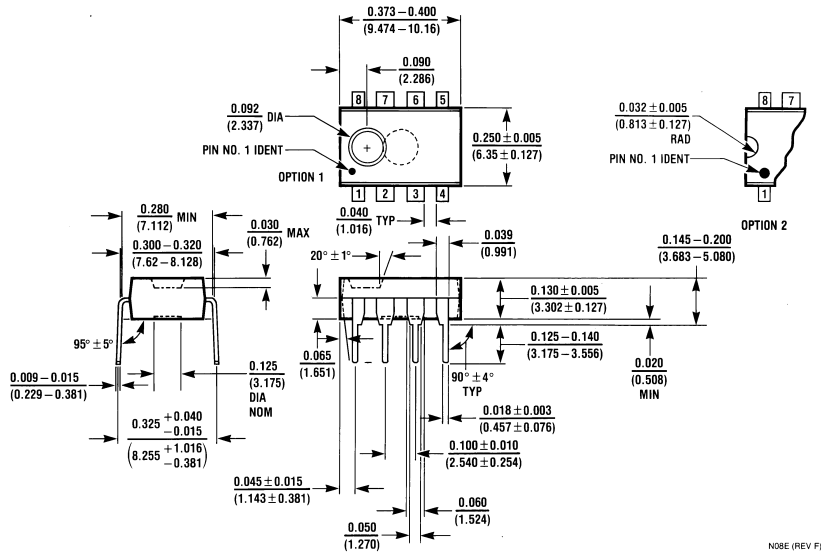 0.373–0.400
(9.474–10.16)
0.090
(2.286)
8 7 6 5
0.092 DIA
(2.337)
PIN NO. 1 IDENT
OPTION 1
1 2 3 4
0.250 ± 0.005
(6.35 ± 0.127)
0.032 ± 0.005
(0.813 ± 0.127)
RAD
PIN NO. 1 IDENT
8 7
1
OPTION 2
0.280 MIN
(7.112)
0.300 – 0.320
(7.62 – 8.128)
0.030 MAX
(0.762)
0.040 TYP
(1.016)
20° ± 1°
0.039
(0.991)
0.145 – 0.200
(3.683 – 5.080)
0.130 ± 0.005
(3.302 ± 0.127)
0.125 – 0.140
(3.175 – 3.556)
0.020
(0.508)
MIN
95° ± 5°
0.009 – 0.015
(0.229 – 0.381)
0.125
(3.175)
DIA
NOM
0.065
(1.651)
90° ± 4°
TYP
0.325 +0.040
−0.015
(8.255 +1.016
−0.381)
0.018 ± 0.003
(0.457 ± 0.076)
0.100 ± 0.010
(2.540 ± 0.254)
0.045 ± 0.015
(1.143 ± 0.381)
0.060
(1.524)
0.050
(1.270)
N08E (REV F)